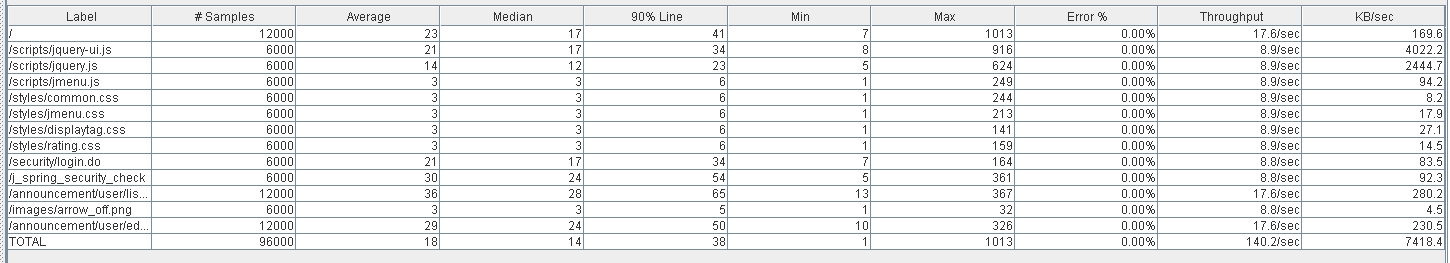 Label # Samples Average Median 90% Line Min Max Error % Throughput KB/sec
/ 12000 23 17 41 7 1013 0.00% 17.6/sec 169.6
/scripts/jquery-ui.js 6000 21 17 34 8 916 0.00% 8.9/sec 4022.2
/scripts/jquery.js 6000 14 12 23 5 624 0.00% 8.9/sec 2444.7
/scripts/jmenu.js 6000 3 3 6 1 249 0.00% 8.9/sec 94.2
/styles/common.css 6000 3 3 6 1 244 0.00% 8.9/sec 8.2
/styles/jmenu.css 6000 3 3 6 1 213 0.00% 8.9/sec 17.9
/styles/displaytag.css 6000 3 3 6 1 141 0.00% 8.9/sec 27.1
/styles/rating.css 6000 3 3 6 1 159 0.00% 8.9/sec 14.5
/security/login.do 6000 21 17 34 7 164 0.00% 8.8/sec 83.5
/j_spring_security_check 6000 30 24 54 5 361 0.00% 8.8/sec 92.3
/announcement/user/lis... 12000 36 28 65 13 367 0.00% 17.6/sec 280.2
/images/arrow_off.png 6000 3 3 5 1 32 0.00% 8.8/sec 4.5
/announcement/user/ed... 12000 29 24 50 10 326 0.00% 17.6/sec 230.5
TOTAL 96000 18 14 38 1 1013 0.00% 140.2/sec 7418.4